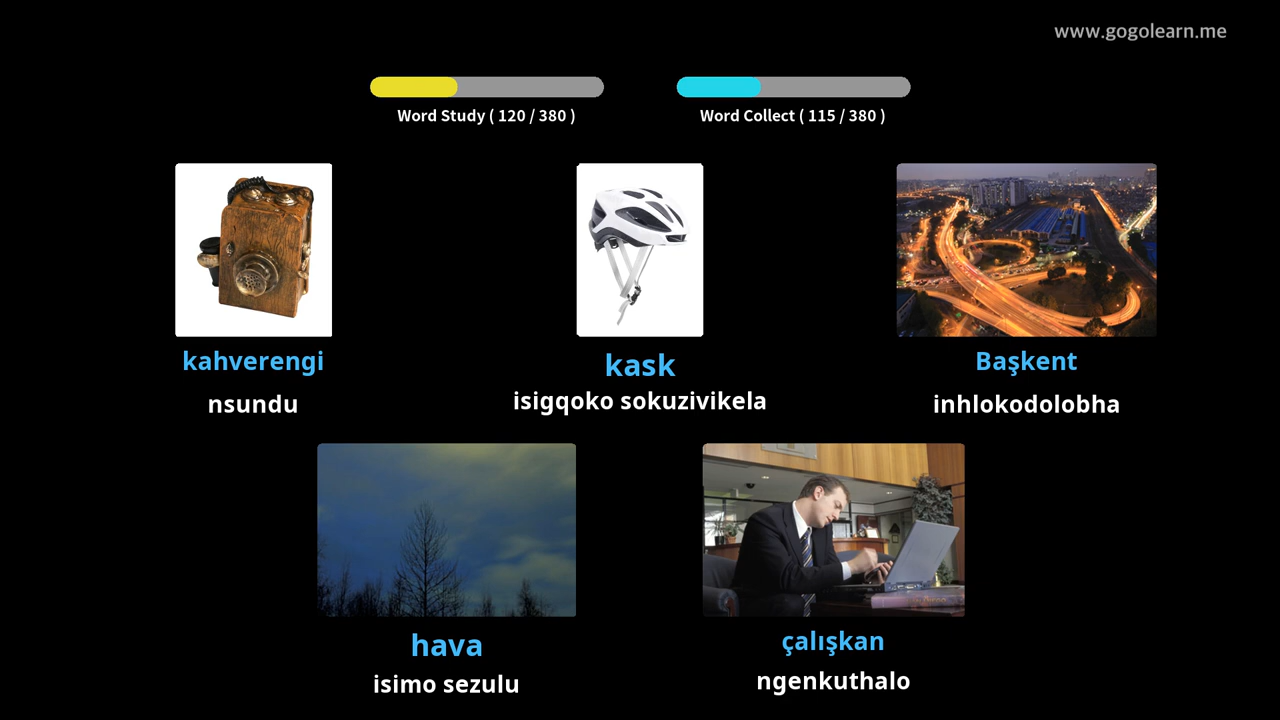 www.gogolearn.me
Word Study ( 120 / 380 )
Word Collect ( 115 / 380 )
kahverengi
nsundu
kask
isigqoko sokuzivikela
Başkent
inhlokodolobha
hava
isimo sezulu
çalışkan
ngenkuthalo